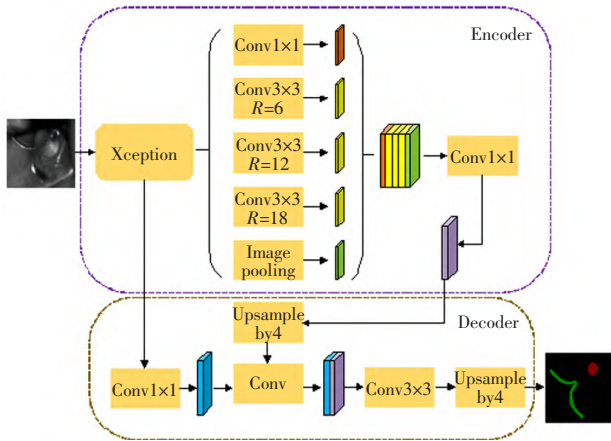 Encoder
Conv1×1
Conv3×3
R=6
Xception
Conv3×3
R=12
Conv1×1
Conv3×3
R=18
Image
pooling
Decoder
Upsample
by4
Conv1×1
Conv
Conv3×3
Upsample
by4